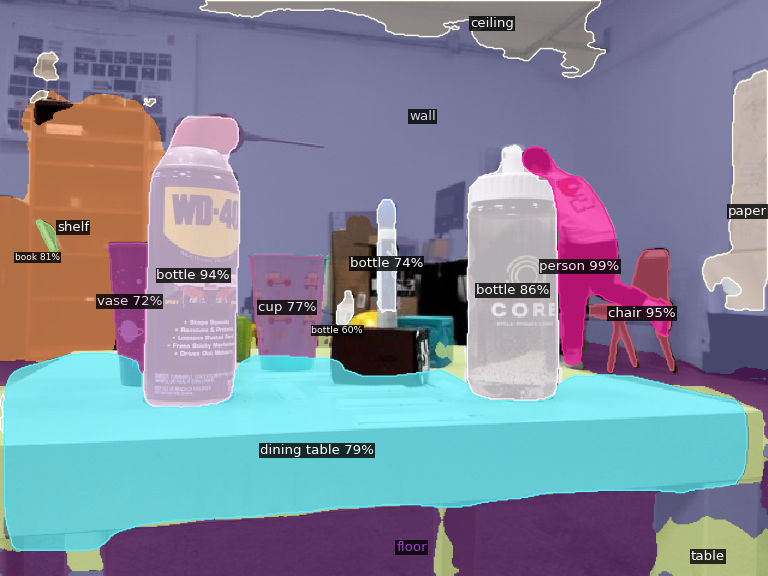 ceiling
wall
WD-40
paper
shelf
book 81%
bottle 74%
person 99%
bottle 94%
bottle 86%
vase 72%
cup 77%
CORE
chair 95%
bottle 60%
dining table 79%
floor
table